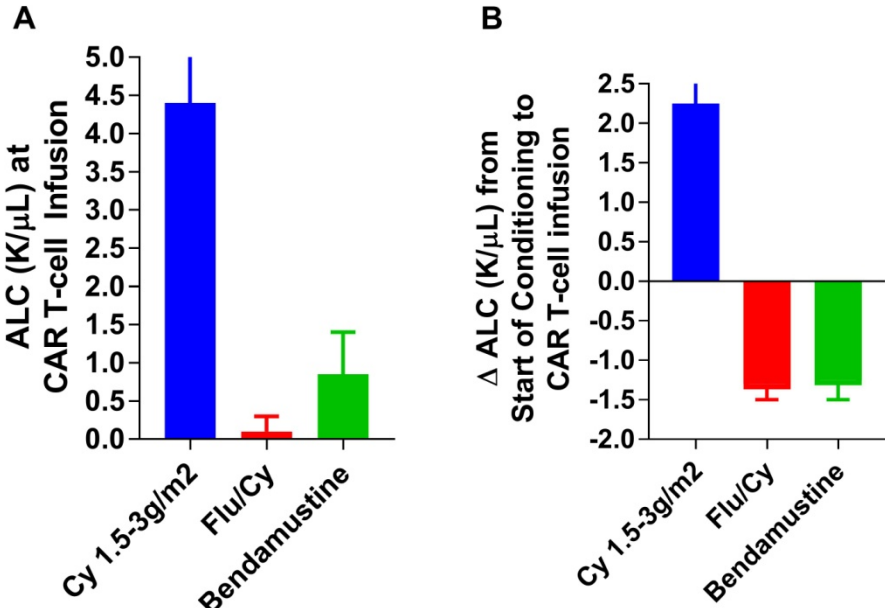 A
ALC (K/μL) at
CAR T-cell Infusion
5.0
4.5
4.0
3.5
3.0
2.5
2.0
1.5
1.0
0.5
0.0
Cy 1.5-3g/m2
Flu/Cy
Bendamustine
B
Δ ALC (K/μL) from
Start of Conditioning to
CAR T-cell infusion
2.5
2.0
1.5
1.0
0.5
0.0
-0.5
-1.0
-1.5
-2.0
Cy 1.5-3g/m2
Flu/Cy
Bendamustine